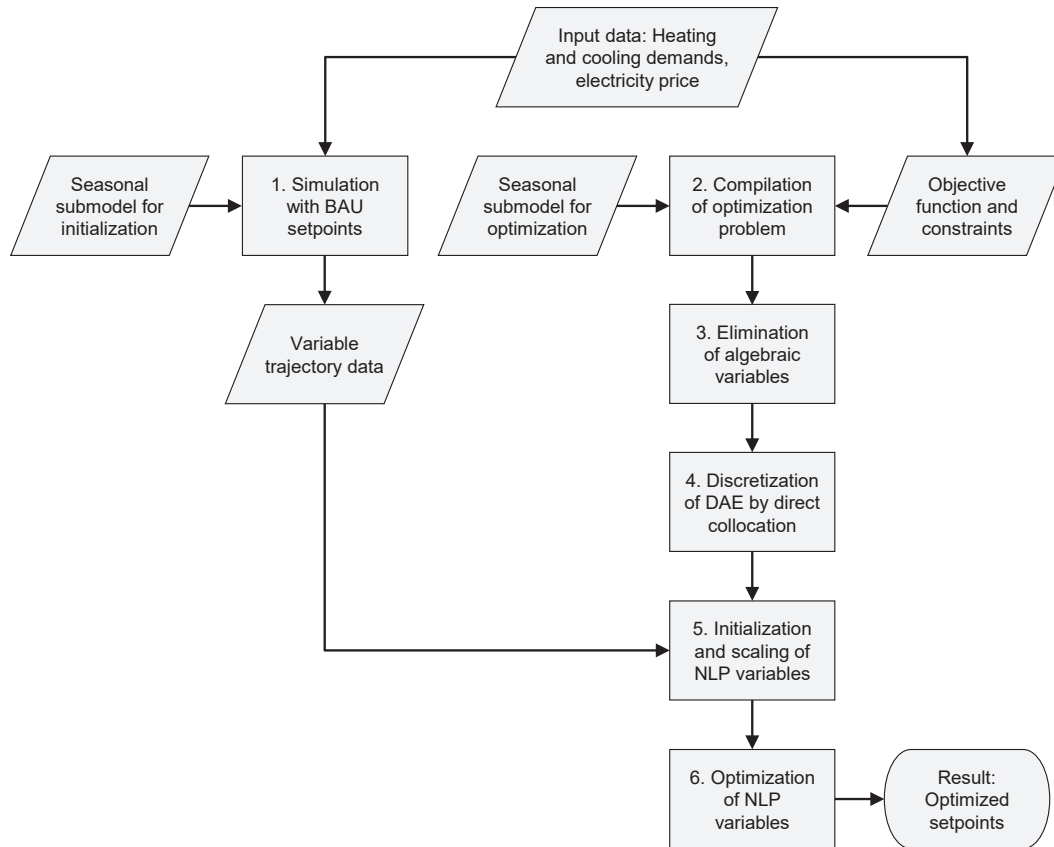 Input data: Heating
and cooling demands,
electricity price
Seasonal
submodel for
initialization
1. Simulation
with BAU
setpoints
Seasonal
submodel for
optimization
2. Compilation
of optimization
problem
Objective
function and
constraints
Variable
trajectory data
3. Elimination
of algebraic
variables
4. Discretization
of DAE by direct
collocation
5. Initialization
and scaling of
NLP variables
6. Optimization
of NLP
variables
Result:
Optimized
setpoints